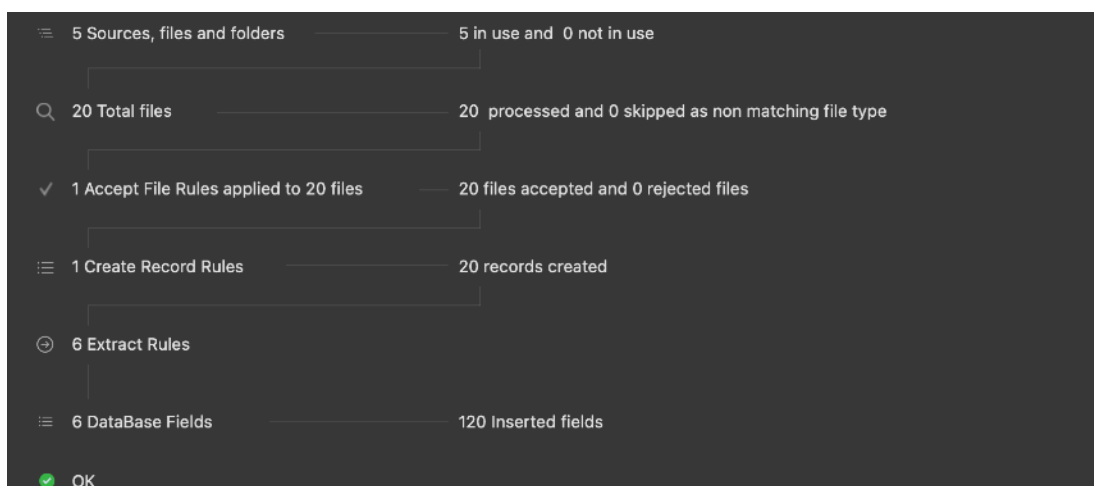 5 Sources, files and folders 5 in use and  0 not in use
20 Total files 20  processed and 0 skipped as non matching file type
1 Accept File Rules applied to 20 files 20 files accepted and 0 rejected files
1 Create Record Rules 20 records created
6 Extract Rules
6 DataBase Fields 120 Inserted fields
OK